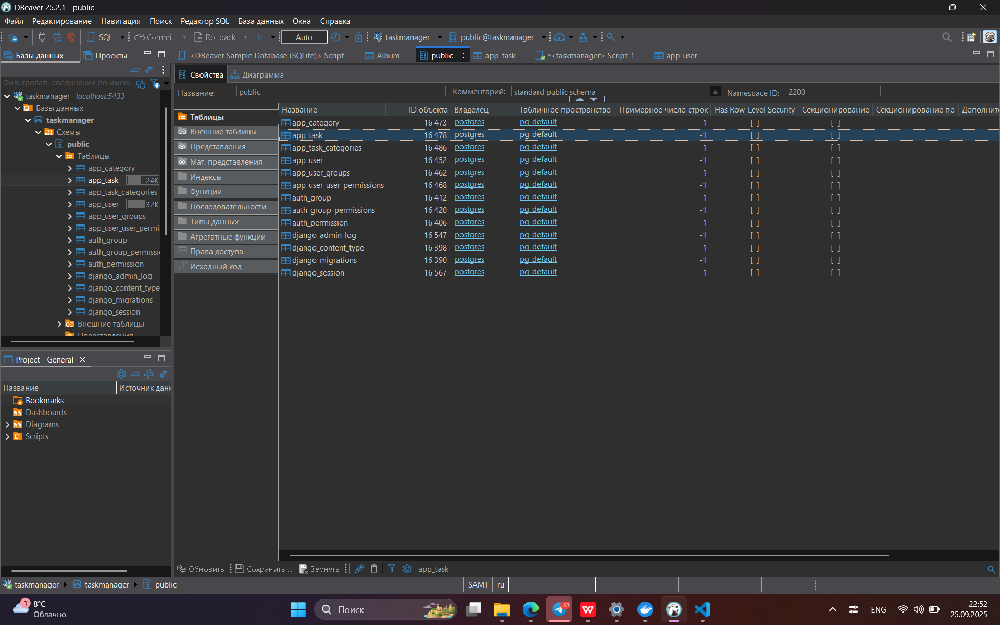 DBeaver 25.2.1 - public
Файл Редактирование Навигация Поиск Редактор SQL База данных Окна Справка
SQL Commit Rollback Auto taskmanager public@taskmanager
Базы данных Проекты
<DBeaver Sample Database (SQLite)> Script Album public app_task *<taskmanager> Script-1 app_user
Свойства Диаграмма
Фильтровать соединения по имени
Название: public Комментарий: standard public schema Namespace ID: 2200
taskmanager localhost:5433
Базы данных
taskmanager
Схемы
public
Таблицы
app_category
app_task 24K
app_task_categories
app_user 32K
app_user_groups
app_user_user_permis
auth_group
auth_group_permissio
auth_permission
django_admin_log
django_content_type
django_migrations
django_session
Внешние таблицы
Представления
Таблицы
Внешние таблицы
Представления
Мат. представления
Индексы
Функции
Последовательности
Типы данных
Агрегатные функции
Права доступа
Исходный код
Название ID объекта Владелец Табличное пространство Примерное число строк Has Row-Level Security Секционирование Секционирование по Дополните
app_category 16 473 postgres pg_default -1 [ ] [ ]
app_task 16 478 postgres pg_default -1 [ ] [ ]
app_task_categories 16 486 postgres pg_default -1 [ ] [ ]
app_user 16 452 postgres pg_default -1 [ ] [ ]
app_user_groups 16 462 postgres pg_default -1 [ ] [ ]
app_user_user_permissions 16 468 postgres pg_default -1 [ ] [ ]
auth_group 16 412 postgres pg_default -1 [ ] [ ]
auth_group_permissions 16 420 postgres pg_default -1 [ ] [ ]
auth_permission 16 406 postgres pg_default -1 [ ] [ ]
django_admin_log 16 547 postgres pg_default -1 [ ] [ ]
django_content_type 16 398 postgres pg_default -1 [ ] [ ]
django_migrations 16 390 postgres pg_default -1 [ ] [ ]
django_session 16 567 postgres pg_default -1 [ ] [ ]
Project - General
Название Источник данн
Bookmarks
Dashboards
Diagrams
Scripts
Обновить Сохранить ... Вернуть app_task
taskmanager taskmanager public
SAMT ru
1
8°C
Облачно
Поиск
..57
ENG
22:52
25.09.2025